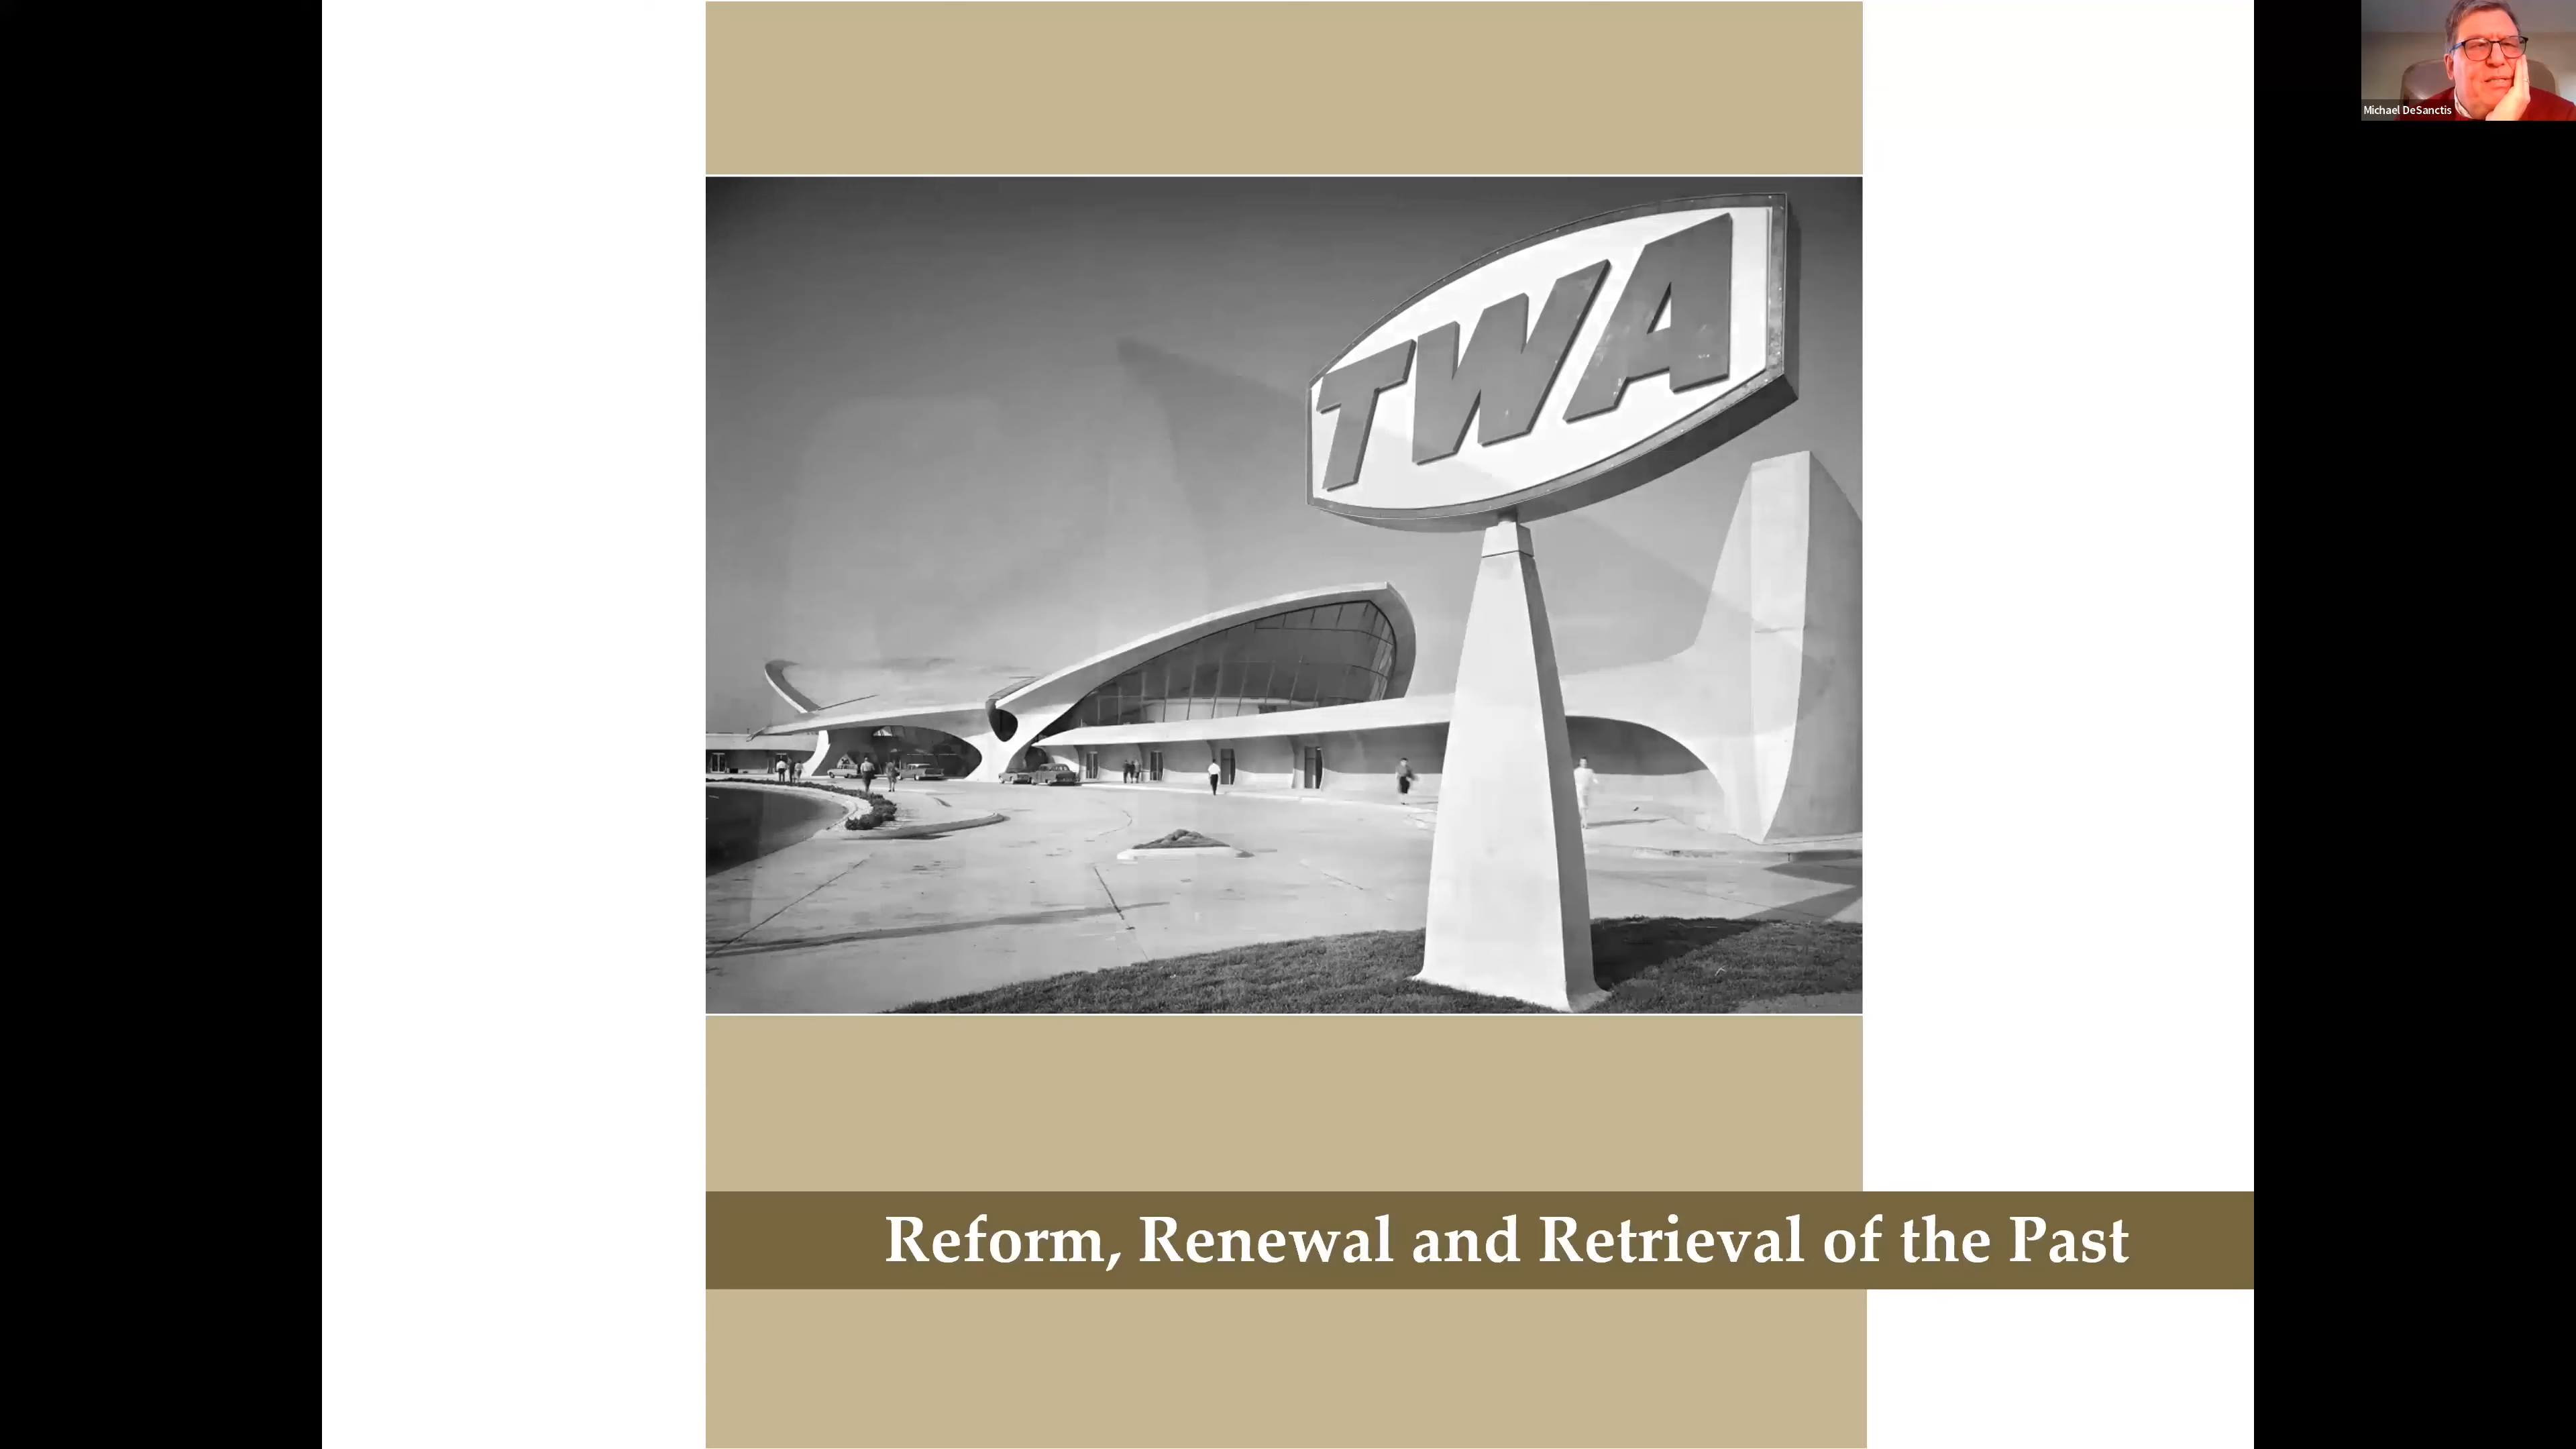 Michael DeSanctis
TWA
Reform, Renewal and Retrieval of the Past